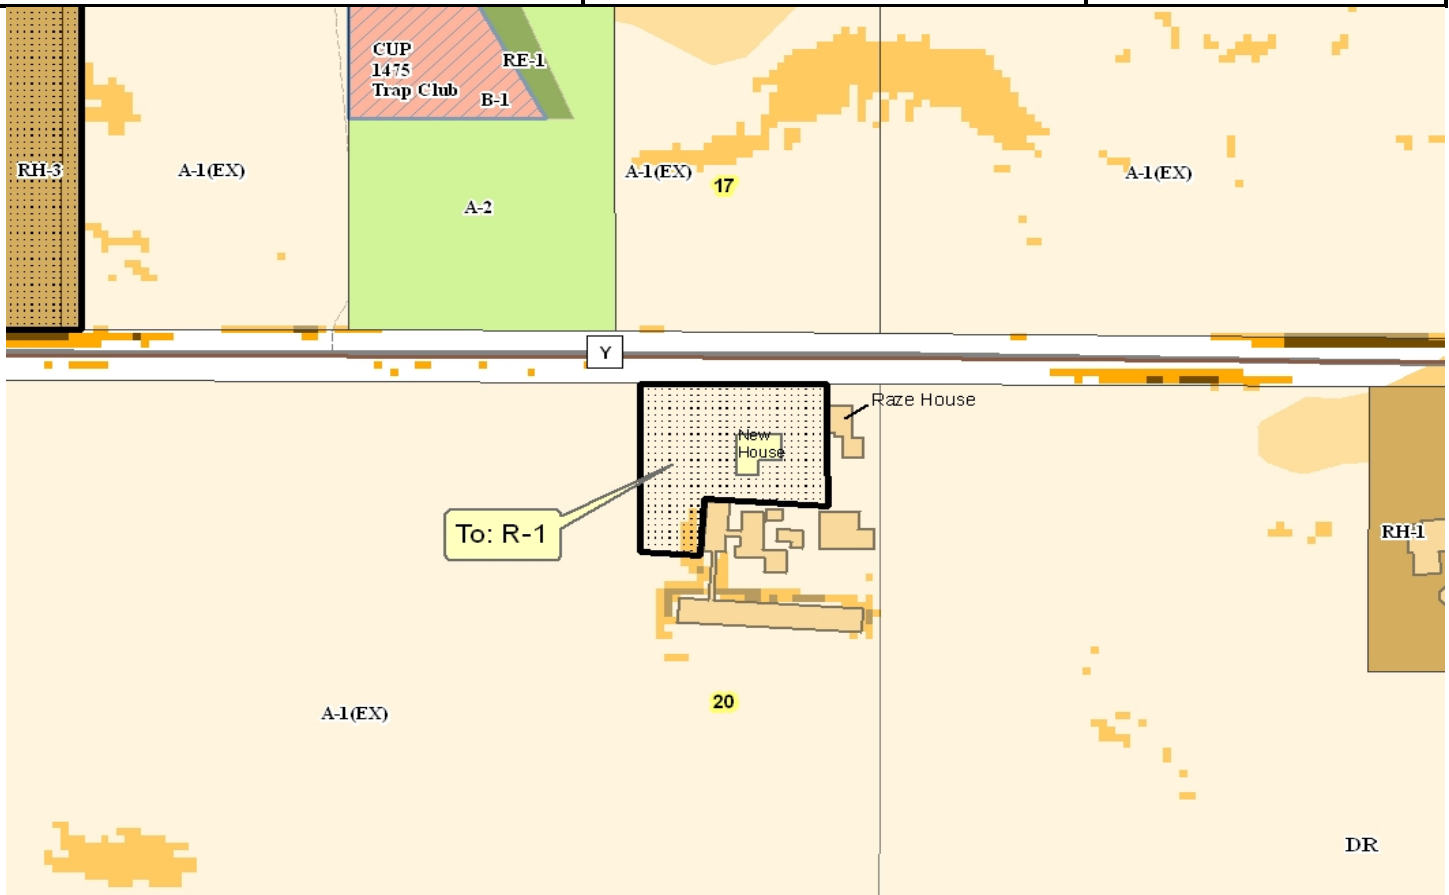 CUP
1475
Trap Club
RE-1
B-1
RH-3
A-1(EX)
A-2
A-1(EX)
17
A-1(EX)
Y
Raze House
New
House
To: R-1
RH-1
A-1(EX)
20
DR